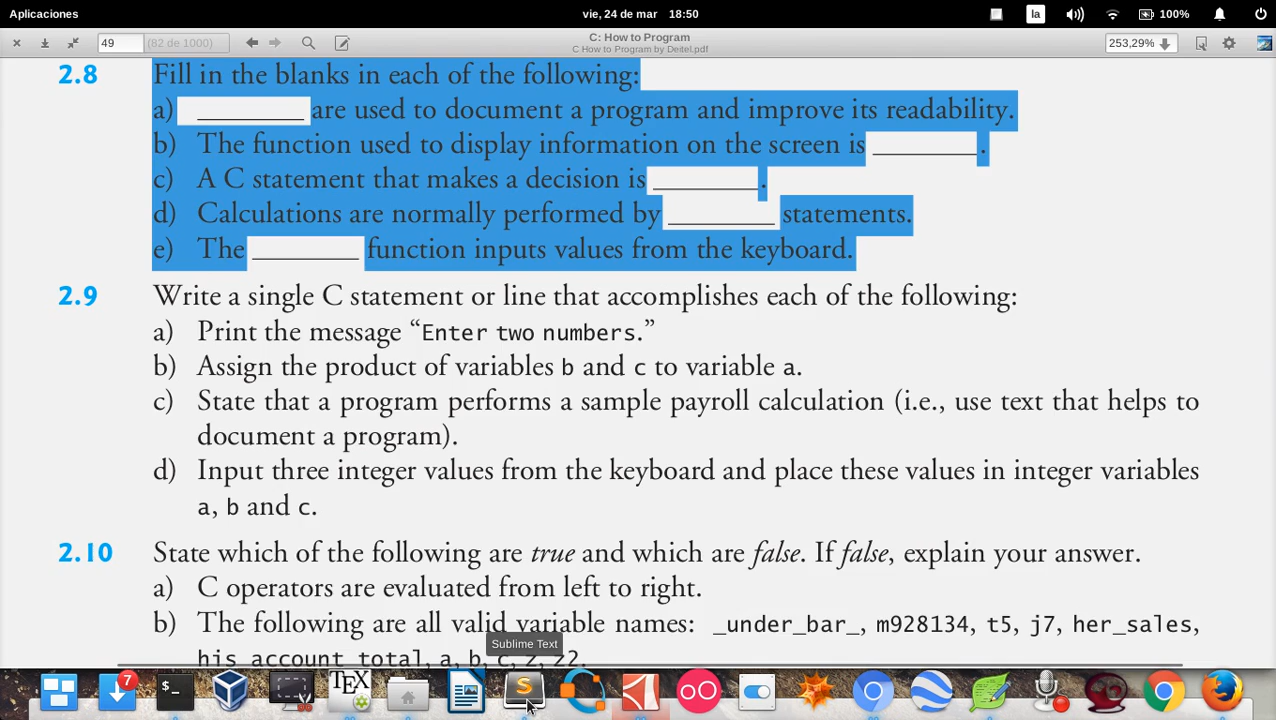 Aplicaciones
vie, 24 de mar 18:50
la
100%
49
(82 de 1000)
C: How to Program
C How to Program by Deitel.pdf
253,29%
2.8 Fill in the blanks in each of the following:
a) ________ are used to document a program and improve its readability.
b) The function used to display information on the screen is ________.
c) A C statement that makes a decision is ________.
d) Calculations are normally performed by ________ statements.
e) The ________ function inputs values from the keyboard.
2.9 Write a single C statement or line that accomplishes each of the following:
a) Print the message “Enter two numbers.”
b) Assign the product of variables b and c to variable a.
c) State that a program performs a sample payroll calculation (i.e., use text that helps to
document a program).
d) Input three integer values from the keyboard and place these values in integer variables
a, b and c.
2.10 State which of the following are true and which are false. If false, explain your answer.
a) C operators are evaluated from left to right.
b) The following are all valid variable names: _under_bar_, m928134, t5, j7, her_sales,
his_account_total, a, b, c, z, z2.
Sublime Text
7
TEX
S